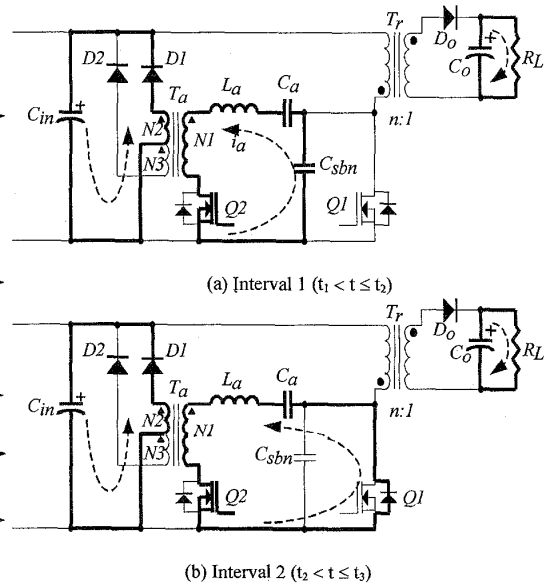 Tr
D2
D1
La
Ca
Do
Co
RL
Cin
+
+
Ta
N2
N1
ia
N3
Csbn
n:1
Q2
Q1
(a) Interval 1 (t1 < t ≤ t2)
Tr
D2
D1
La
Ca
Do
Co
RL
Cin
+
+
Ta
N2
N1
N3
Csbn
n:1
Q2
Q1
(b) Interval 2 (t2 < t ≤ t3)